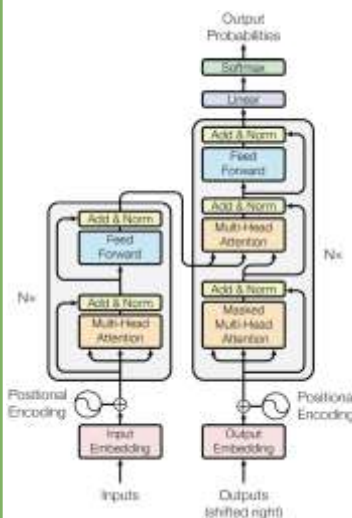 Output
Probabilities
Softmax
Linear
Add & Norm
Feed
Forward
Add & Norm
Multi-Head
Attention
Add & Norm
Masked
Multi-Head
Attention
Nx
Add & Norm
Feed
Forward
Add & Norm
Multi-Head
Attention
Nx
Positional
Encoding
Positional
Encoding
Input
Embedding
Output
Embedding
Inputs
Outputs
(shifted right)